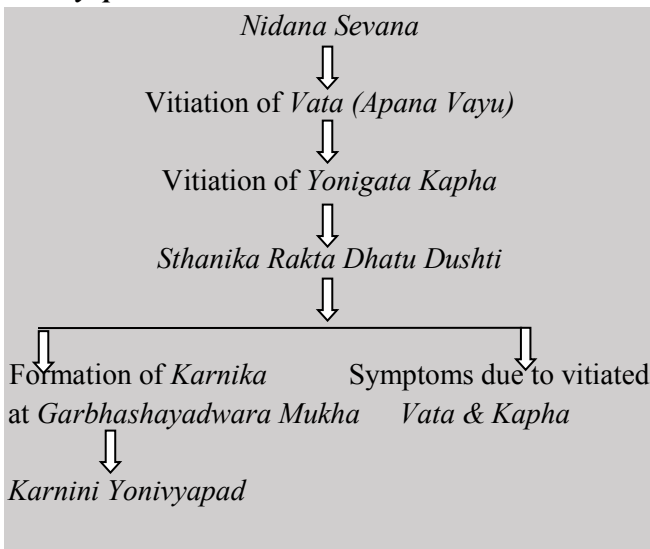 Nidana Sevana
Vitiation of Vata (Apana Vayu)
Vitiation of Yonigata Kapha
Sthanika Rakta Dhatu Dushti
Formation of Karnika
at Garbhashayadwara Mukha
Symptoms due to vitiated
Vata & Kapha
Karnini Yonivyapad